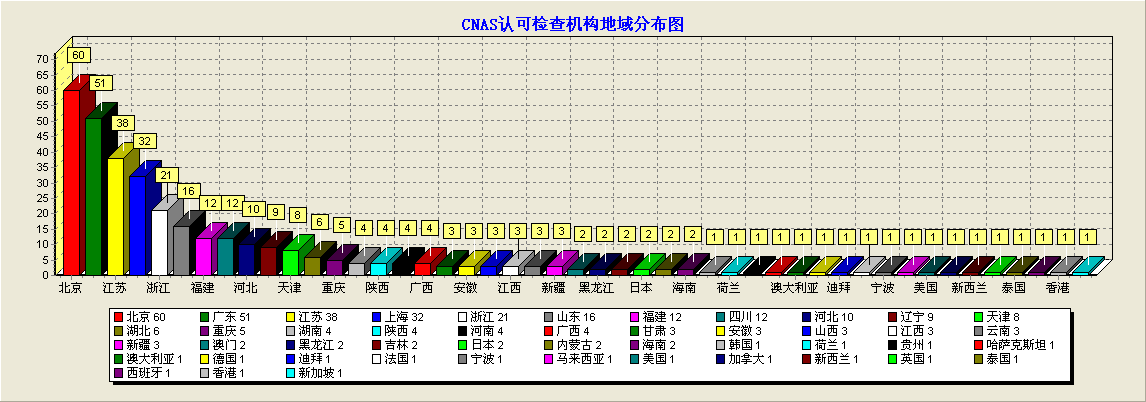 CNAS认可检查机构地域分布图
70
65
60
55
50
45
40
35
30
25
20
15
10
5
0
60 51 38 32 21 16 12 12 10 9 8 6 5 4 4 4 4 3 3 3 3 3 3 2 2 2 2 2 2 1 1 1 1 1 1 1 1 1 1 1 1 1 1 1 1 1 1
北京 江苏 浙江 福建 河北 天津 重庆 陕西 广西 安徽 江西 新疆 黑龙江 日本 海南 荷兰 澳大利亚 迪拜 宁波 美国 新西兰 泰国 香港
北京 60 广东 51 江苏 38 上海 32 浙江 21 山东 16 福建 12 四川 12 河北 10 辽宁 9 天津 8
湖北 6 重庆 5 湖南 4 陕西 4 河南 4 广西 4 甘肃 3 安徽 3 山西 3 江西 3 云南 3
新疆 3 澳门 2 黑龙江 2 吉林 2 日本 2 内蒙古 2 海南 2 韩国 1 荷兰 1 贵州 1 哈萨克斯坦 1
澳大利亚 1 德国 1 迪拜 1 法国 1 宁波 1 马来西亚 1 美国 1 加拿大 1 新西兰 1 英国 1 泰国 1
西班牙 1 香港 1 新加坡 1